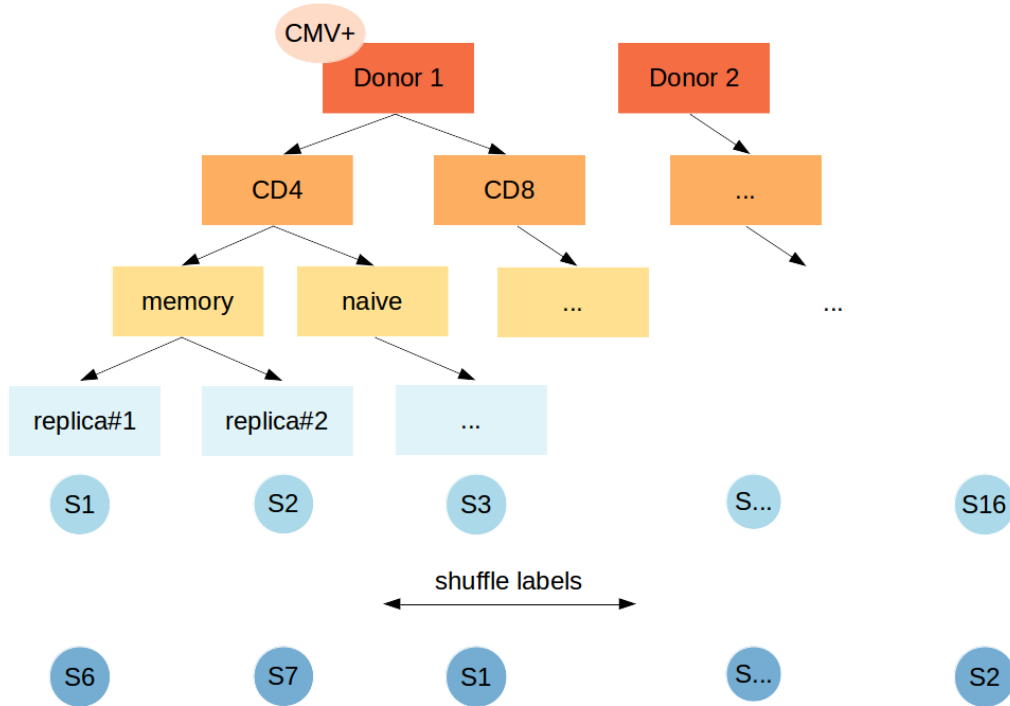 CMV+
Donor 1
Donor 2
CD4
CD8
...
memory
naive
...
...
replica#1
replica#2
...
S1
S2
S3
S...
S16
shuffle labels
S6
S7
S1
S...
S2